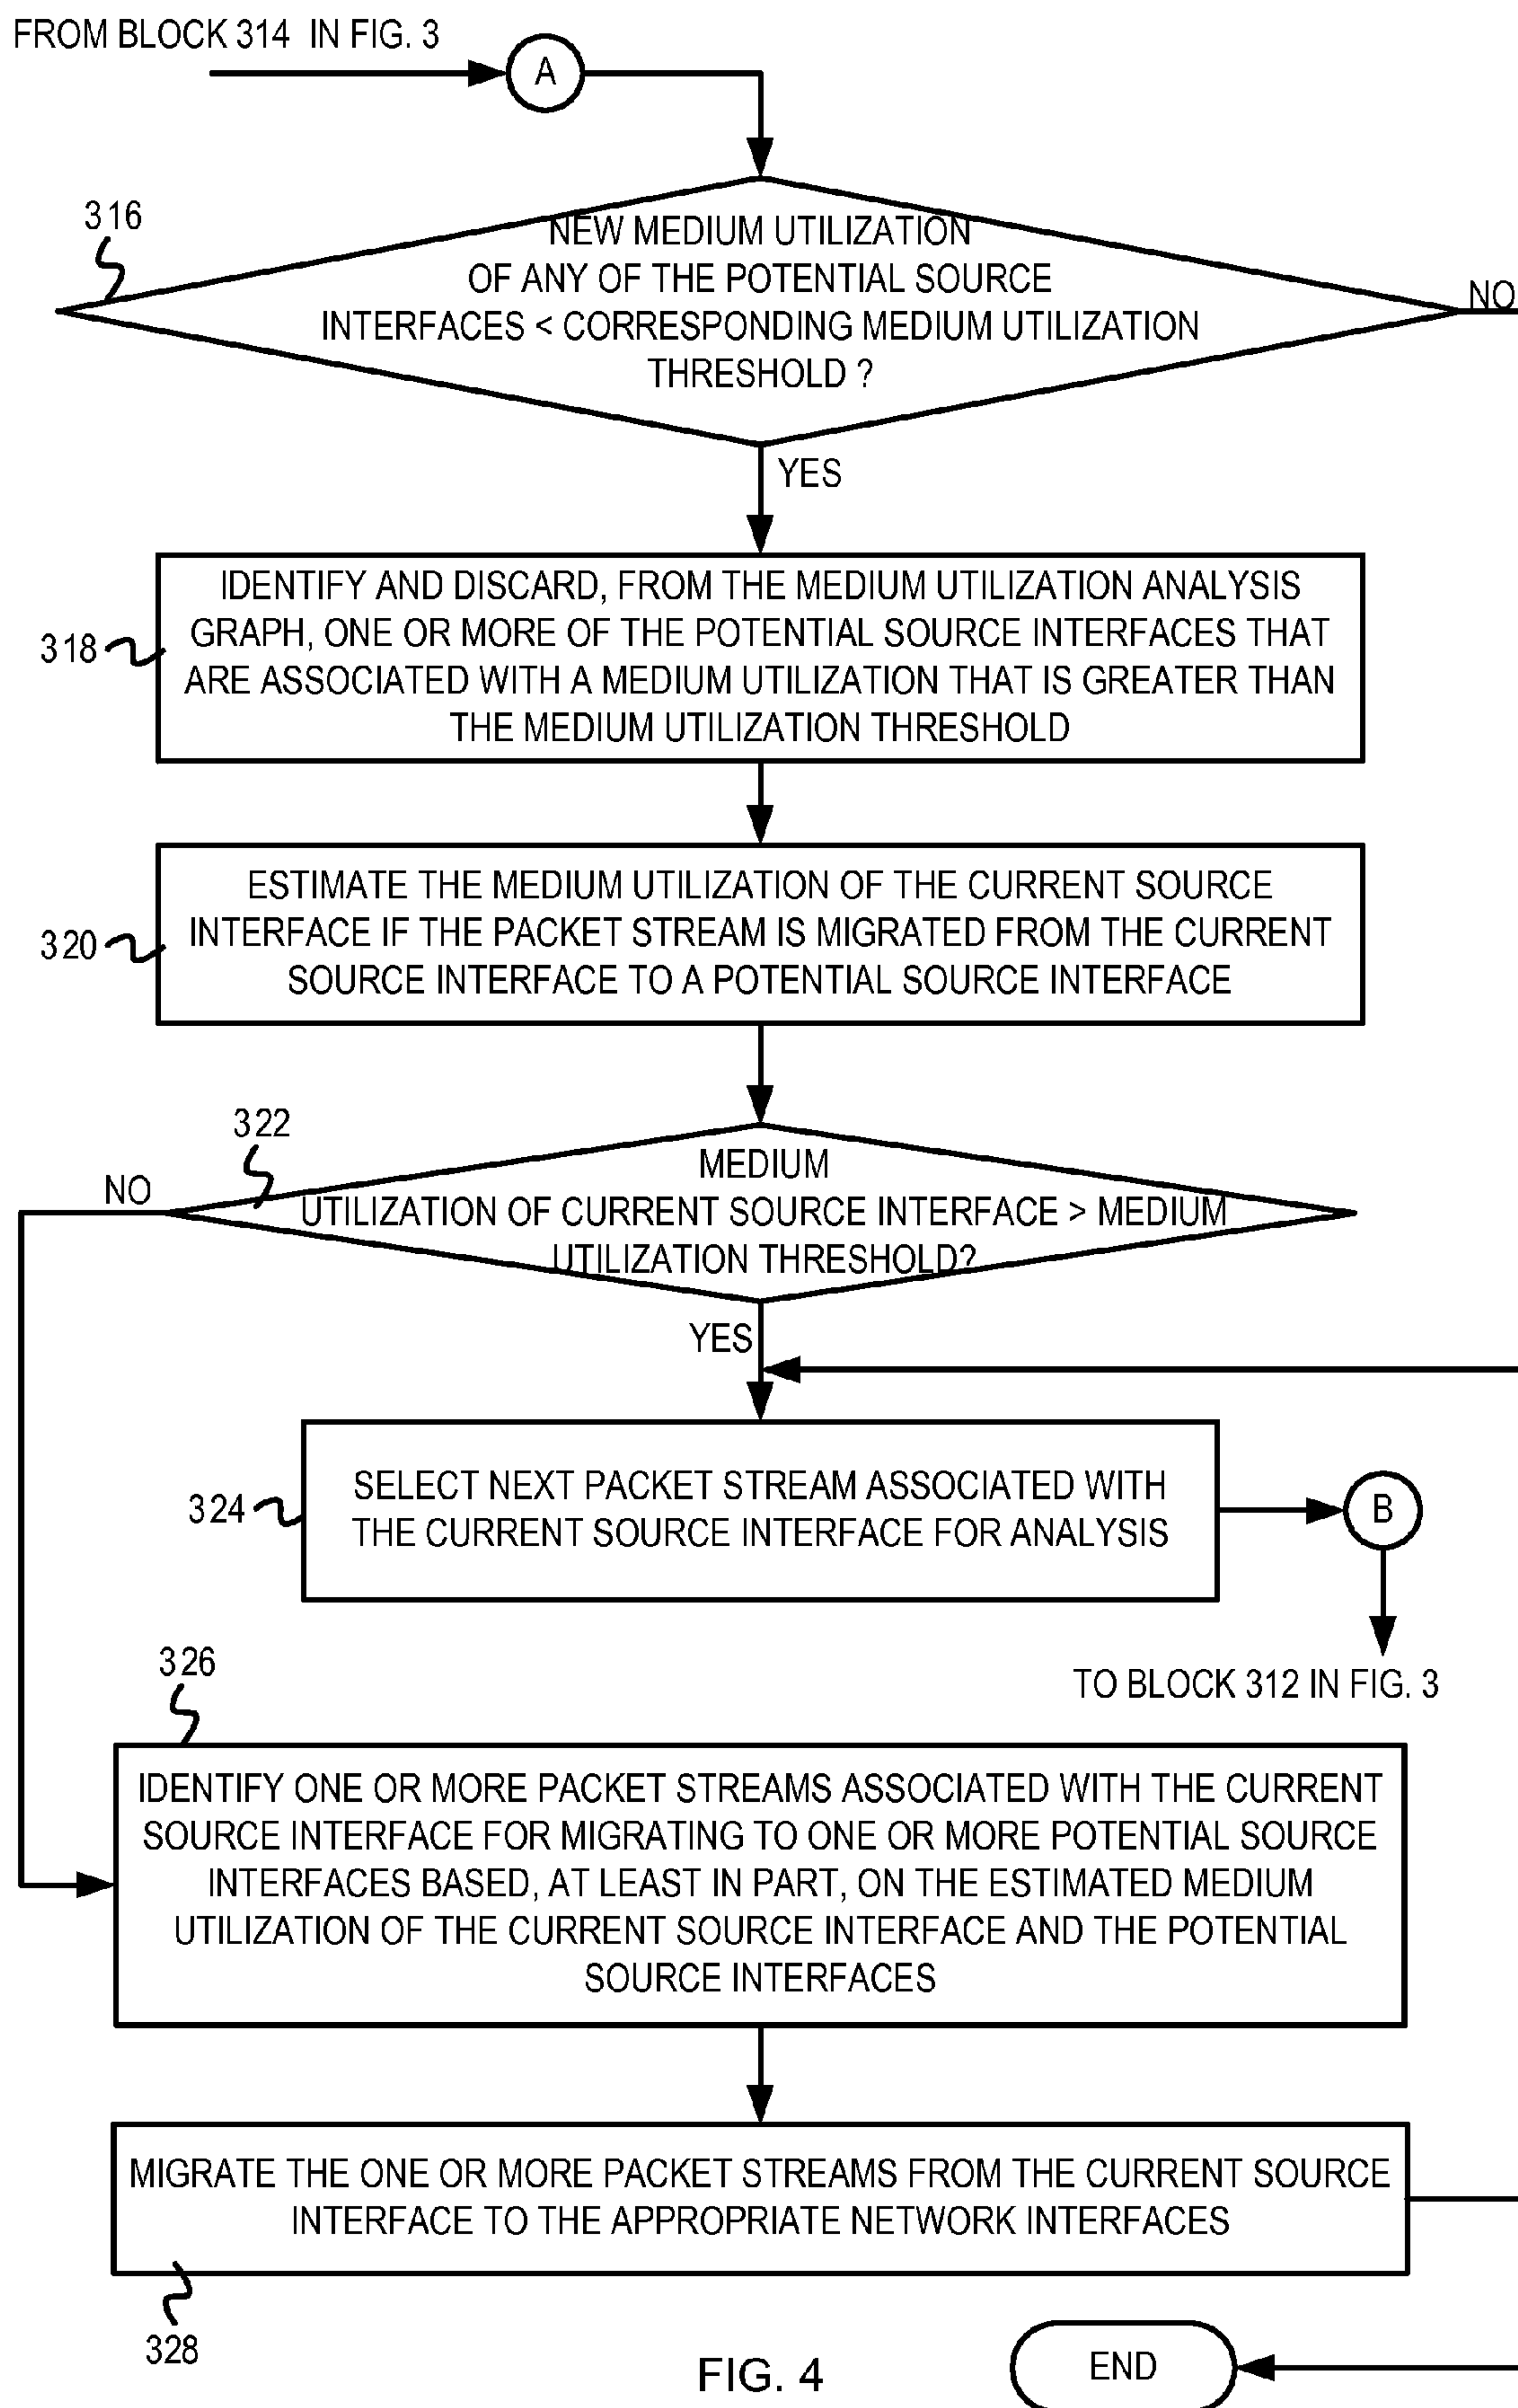 FROM BLOCK 314 IN FIG. 3
A
316
NEW MEDIUM UTILIZATION
OF ANY OF THE POTENTIAL SOURCE
INTERFACES < CORRESPONDING MEDIUM UTILIZATION
THRESHOLD ?
NO
YES
318
IDENTIFY AND DISCARD, FROM THE MEDIUM UTILIZATION ANALYSIS
GRAPH, ONE OR MORE OF THE POTENTIAL SOURCE INTERFACES THAT
ARE ASSOCIATED WITH A MEDIUM UTILIZATION THAT IS GREATER THAN
THE MEDIUM UTILIZATION THRESHOLD
320
ESTIMATE THE MEDIUM UTILIZATION OF THE CURRENT SOURCE
INTERFACE IF THE PACKET STREAM IS MIGRATED FROM THE CURRENT
SOURCE INTERFACE TO A POTENTIAL SOURCE INTERFACE
322
NO
MEDIUM
UTILIZATION OF CURRENT SOURCE INTERFACE > MEDIUM
UTILIZATION THRESHOLD?
YES
324
SELECT NEXT PACKET STREAM ASSOCIATED WITH
THE CURRENT SOURCE INTERFACE FOR ANALYSIS
B
TO BLOCK 312 IN FIG. 3
326
IDENTIFY ONE OR MORE PACKET STREAMS ASSOCIATED WITH THE CURRENT
SOURCE INTERFACE FOR MIGRATING TO ONE OR MORE POTENTIAL SOURCE
INTERFACES BASED, AT LEAST IN PART, ON THE ESTIMATED MEDIUM
UTILIZATION OF THE CURRENT SOURCE INTERFACE AND THE POTENTIAL
SOURCE INTERFACES
MIGRATE THE ONE OR MORE PACKET STREAMS FROM THE CURRENT SOURCE
INTERFACE TO THE APPROPRIATE NETWORK INTERFACES
328
FIG. 4
END